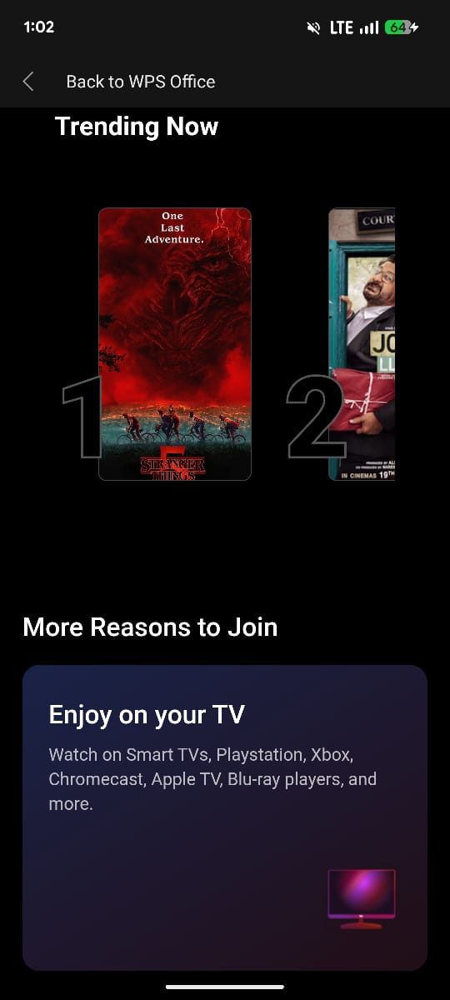 1:02
LTE
64
Back to WPS Office
Trending Now
One
Last
Adventure.
COUR
JO
LL
1
2
STRANGER
THINGS
5
IN CINEMAS 19TH
More Reasons to Join
Enjoy on your TV
Watch on Smart TVs, Playstation, Xbox,
Chromecast, Apple TV, Blu-ray players, and
more.